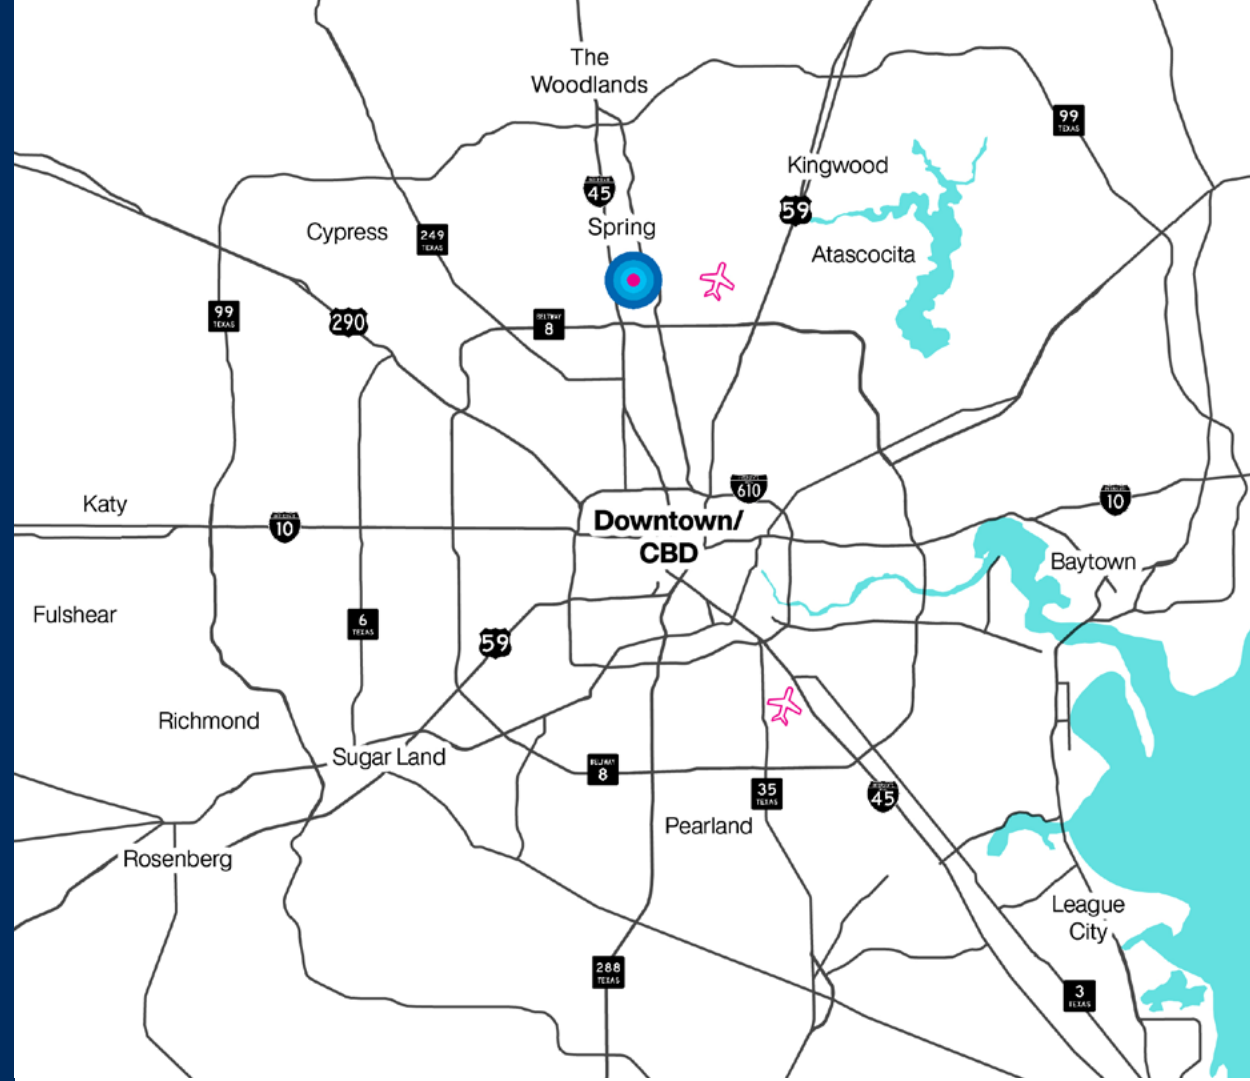 The
Woodlands
99
TEXAS
Kingwood
45
59
Spring
Cypress
249
TEXAS
Atascocita
99
TEXAS
290
BELTWAY
8
610
Katy
10
10
Downtown/
CBD
Baytown
Fulshear
6
TEXAS
59
Richmond
Sugar Land
BELTWAY
8
35
TEXAS
45
Pearland
Rosenberg
League
City
288
TEXAS
3
TEXAS